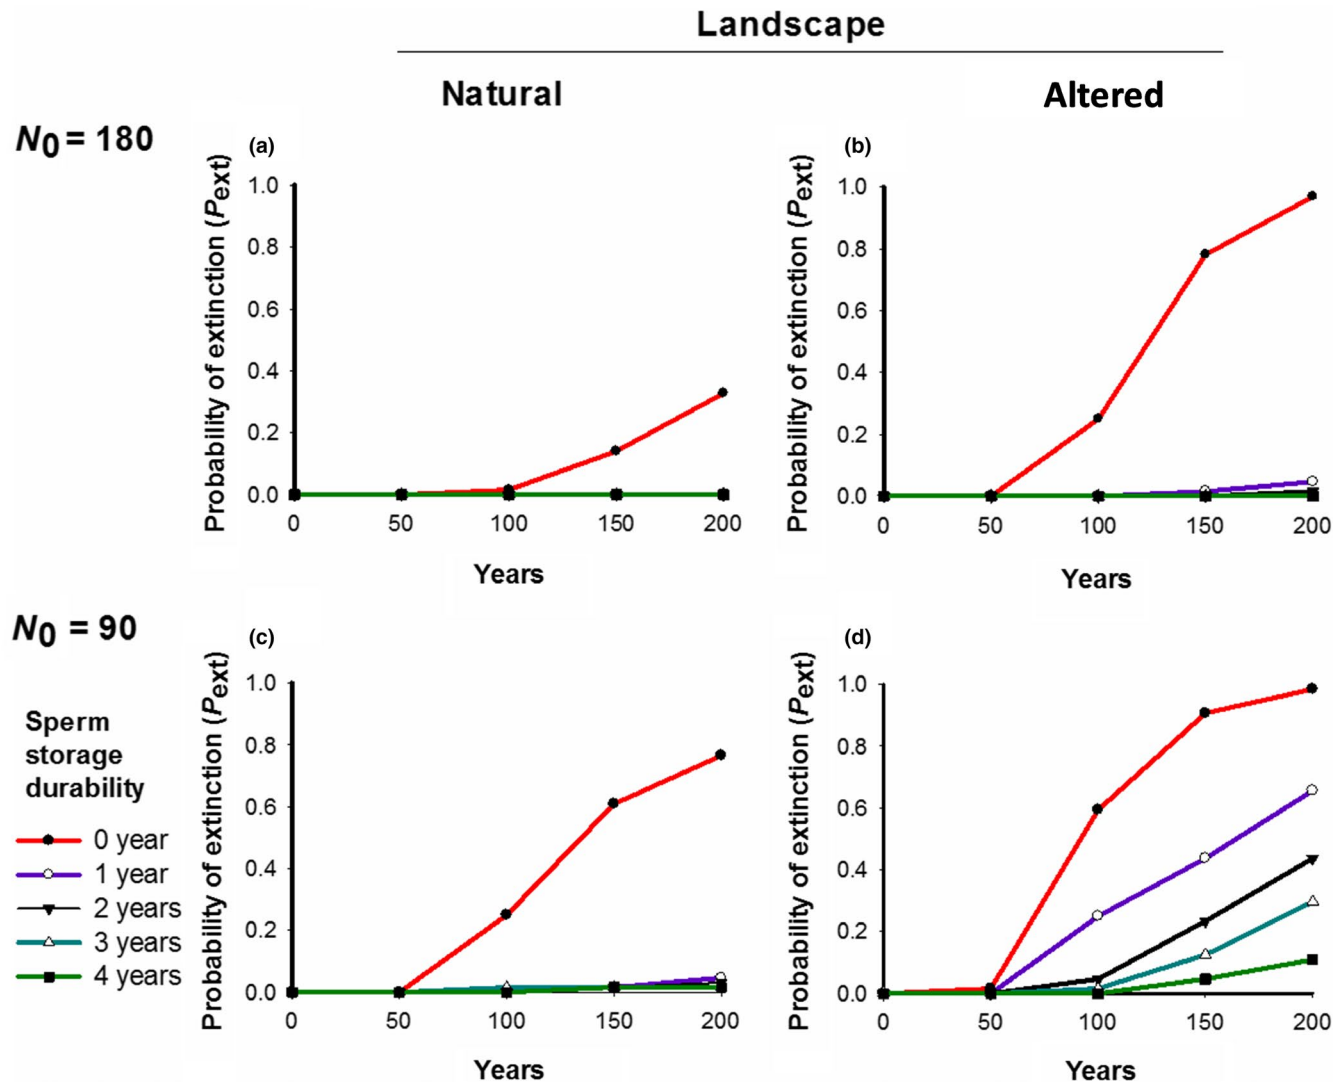 Landscape
Natural
Altered
N0 = 180
(a)
Probability of extinction (Pext)
1.0
0.8
0.6
0.4
0.2
0.0
0 50 100 150 200
Years
(b)
Probability of extinction (Pext)
1.0
0.8
0.6
0.4
0.2
0.0
0 50 100 150 200
Years
N0 = 90
(c)
Probability of extinction (Pext)
1.0
0.8
0.6
0.4
0.2
0.0
0 50 100 150 200
Years
(d)
Probability of extinction (Pext)
1.0
0.8
0.6
0.4
0.2
0.0
0 50 100 150 200
Years
Sperm
storage
durability
0 year
1 year
2 years
3 years
4 years